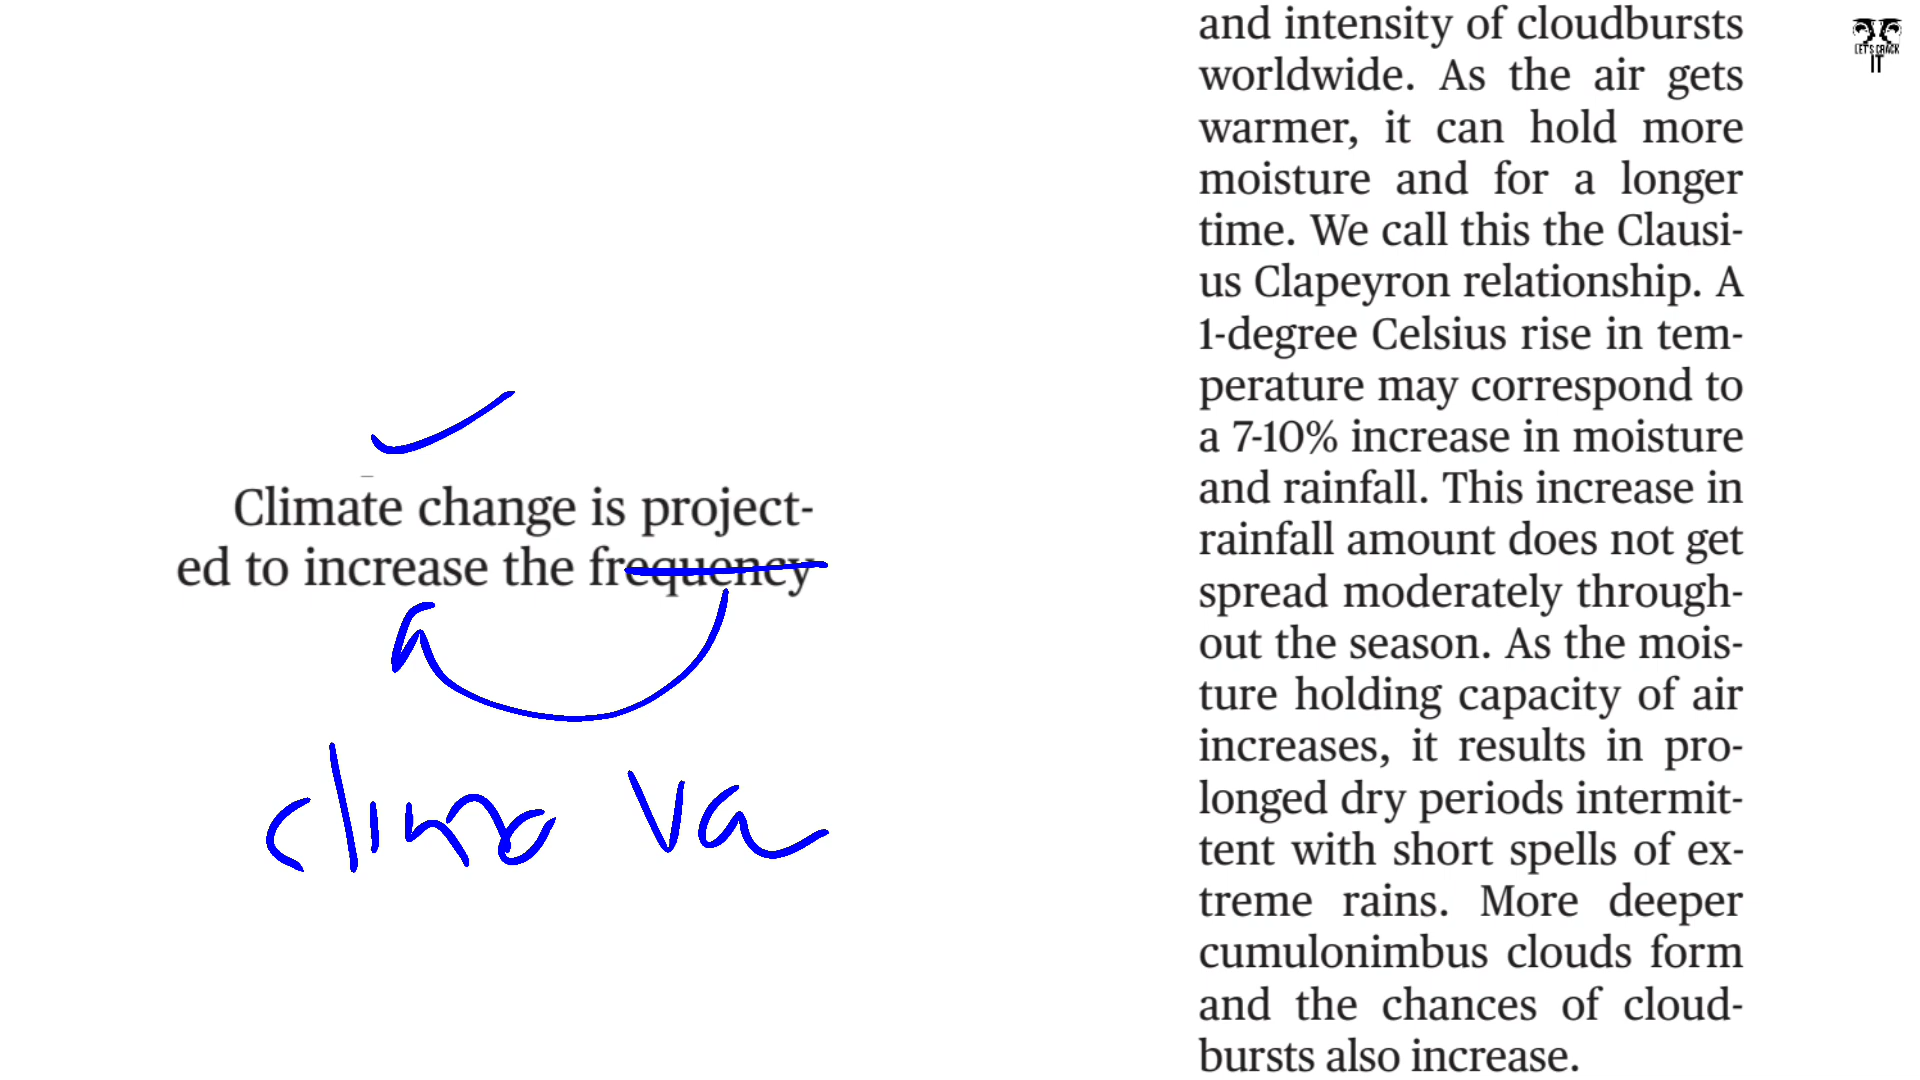 Climate change is project-
ed to increase the frequency
and intensity of cloudbursts
worldwide. As the air gets
warmer, it can hold more
moisture and for a longer
time. We call this the Clausi-
us Clapeyron relationship. A
1-degree Celsius rise in tem-
perature may correspond to
a 7-10% increase in moisture
and rainfall. This increase in
rainfall amount does not get
spread moderately through-
out the season. As the mois-
ture holding capacity of air
increases, it results in pro-
longed dry periods intermit-
tent with short spells of ex-
treme rains. More deeper
cumulonimbus clouds form
and the chances of cloud-
bursts also increase.
LET'S CRACK
IT